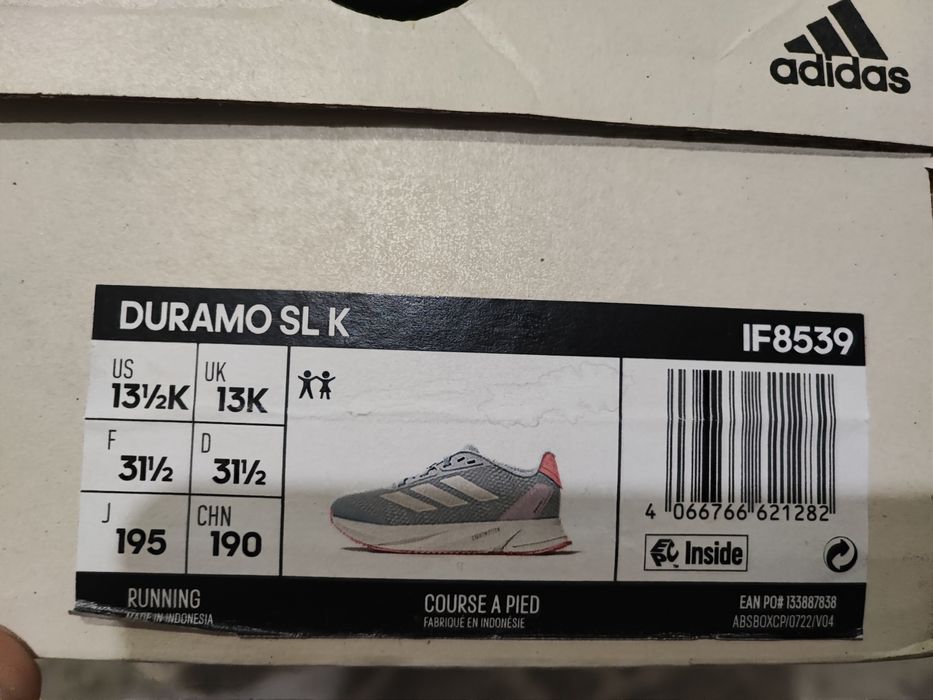 adidas
DURAMO SL K
IF8539
US
13½K
UK
13K
F
31½
D
31½
J
195
CHN
190
4 066766 621282
EPC Inside
RUNNING
MADE IN INDONESIA
COURSE A PIED
FABRIQUÉ EN INDONÉSIE
EAN PO# 133887838
ABSBOXCP/0722/V04